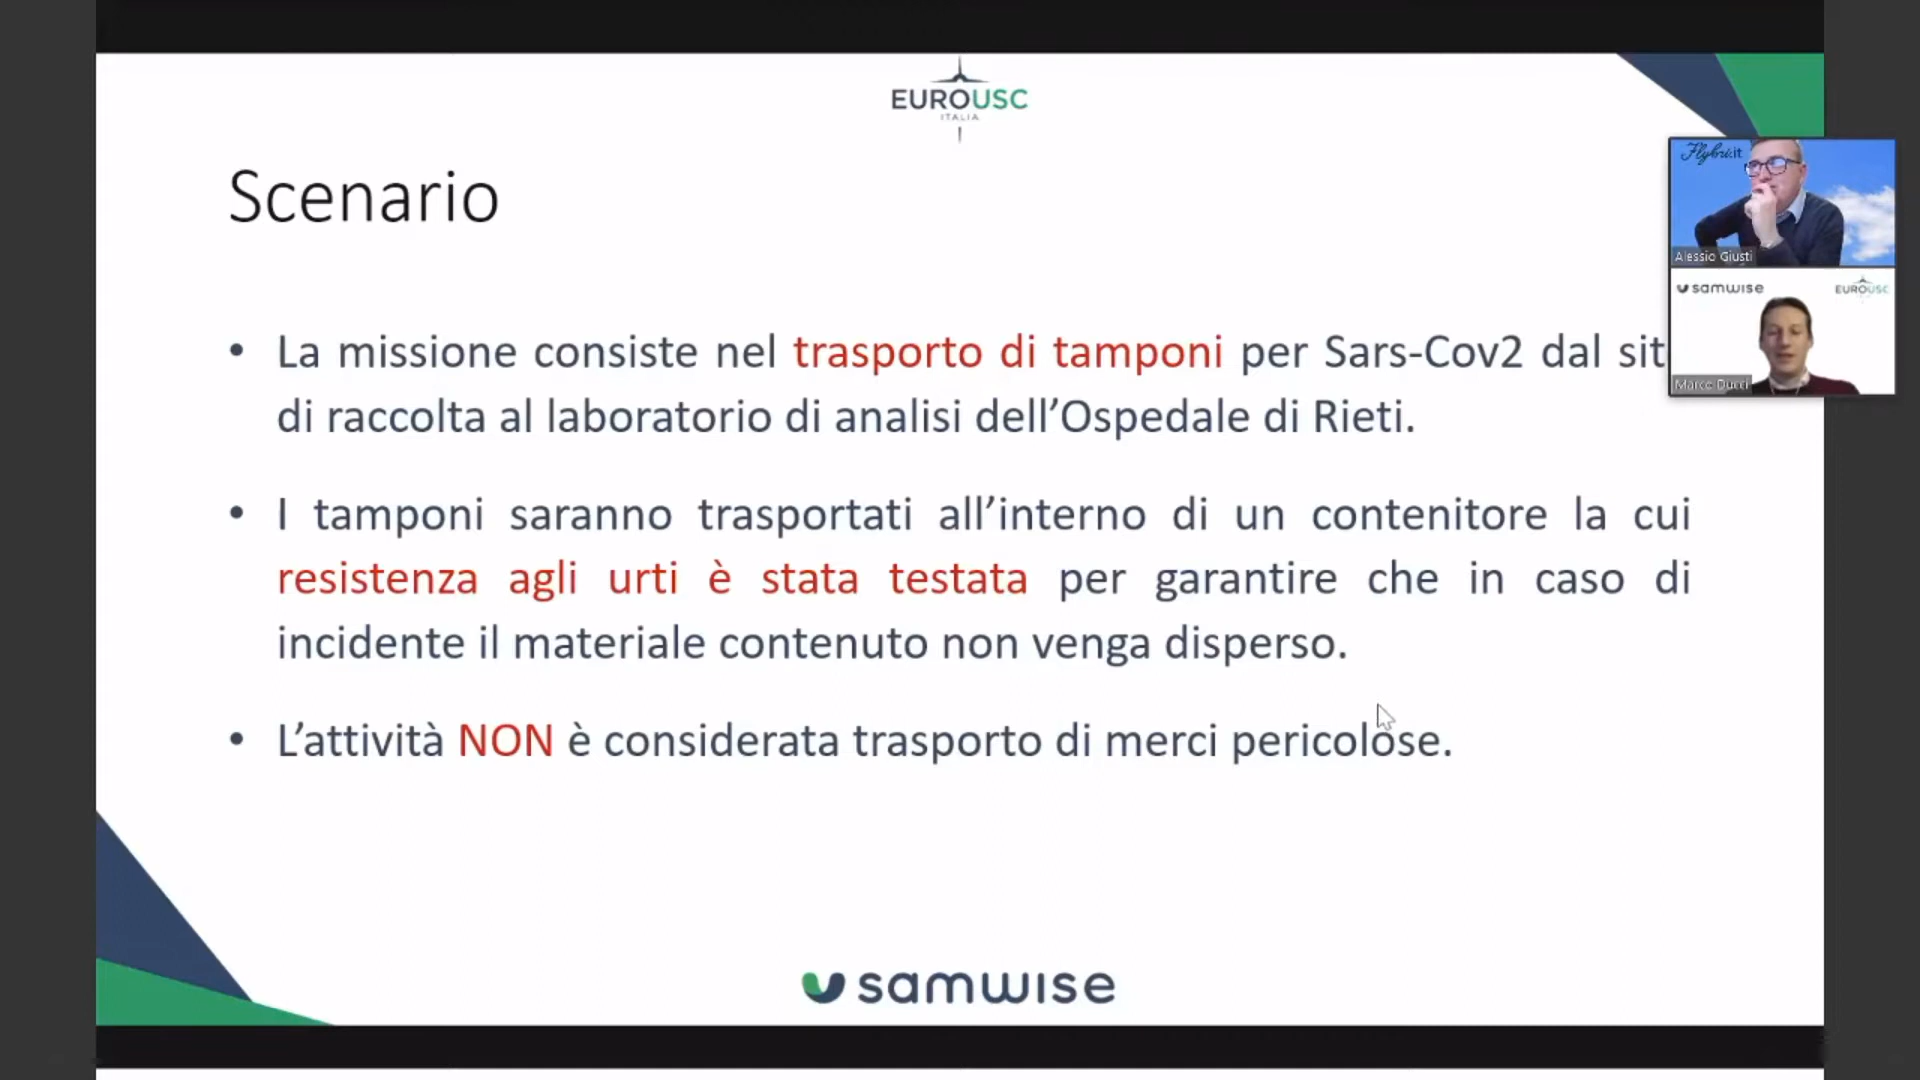 EUROUSC
ITALIA
Scenario
Flybri.it
Alessio Giusti
samwise EUROUSC
Marco Ducci
• La missione consiste nel trasporto di tamponi per Sars-Cov2 dal sit
di raccolta al laboratorio di analisi dell’Ospedale di Rieti.
• I tamponi saranno trasportati all’interno di un contenitore la cui
resistenza agli urti è stata testata per garantire che in caso di
incidente il materiale contenuto non venga disperso.
• L’attività NON è considerata trasporto di merci pericolose.
samwise